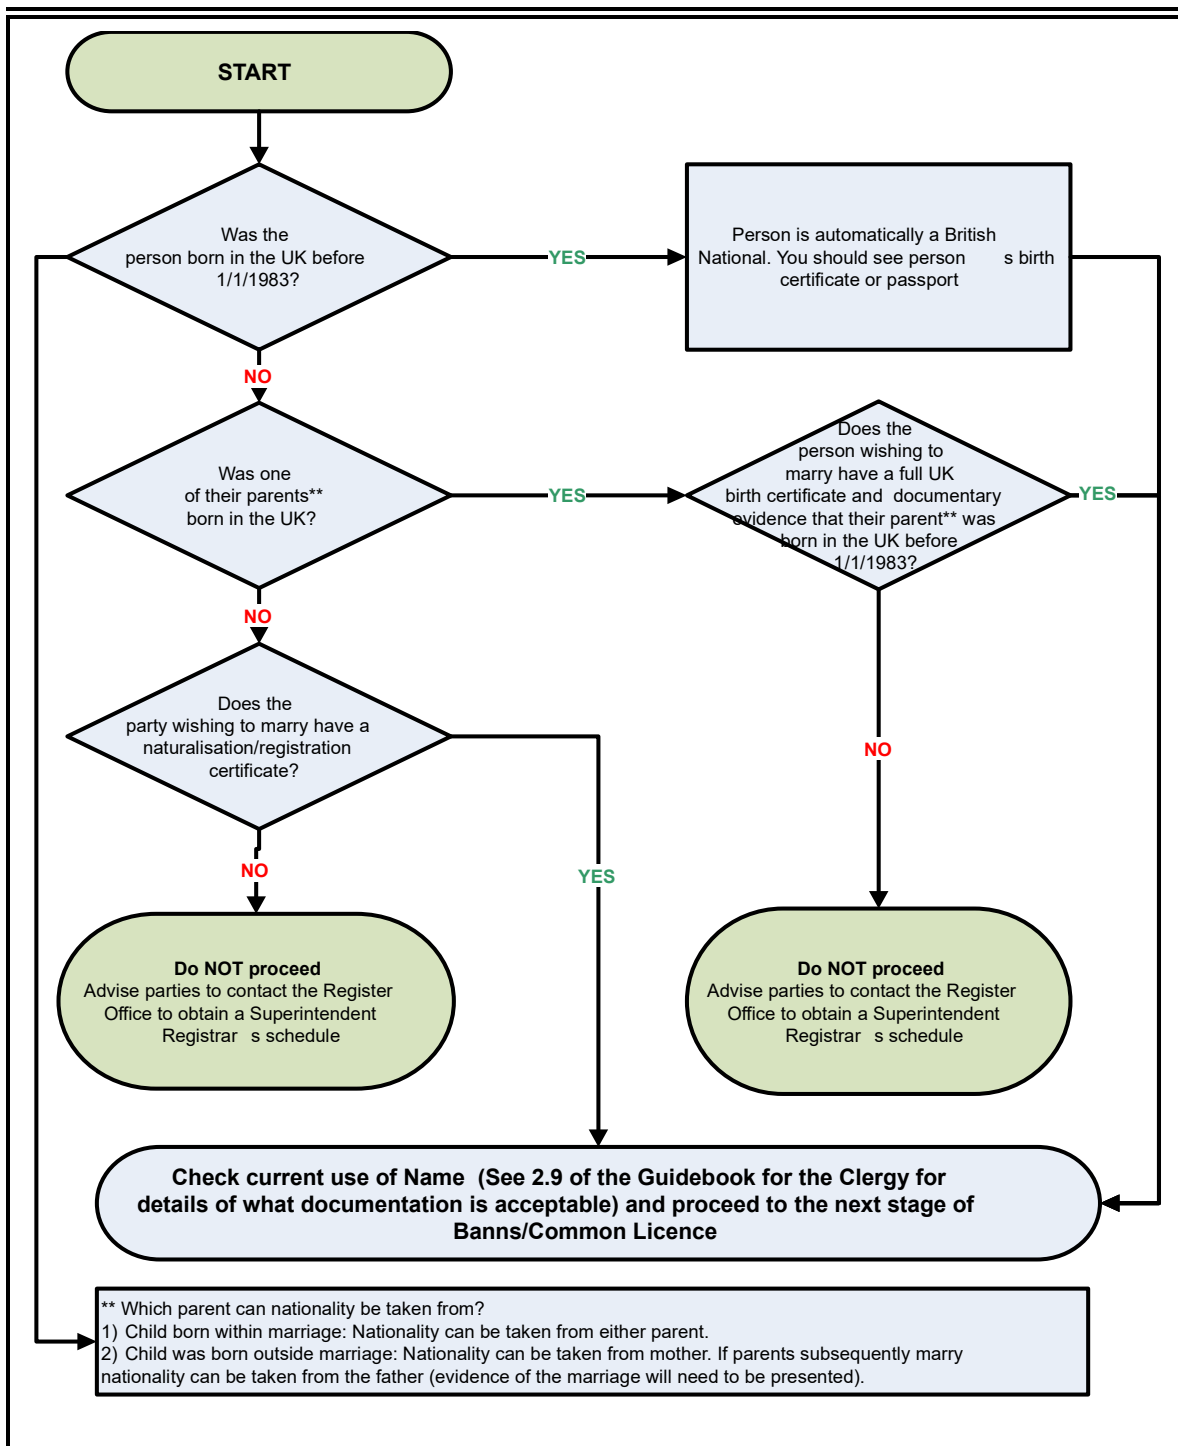 START
Was the
person born in the UK before
1/1/1983?
YES
Person is automatically a British
National. You should see person s birth
certificate or passport
NO
Was one
of their parents**
born in the UK?
YES
Does the
person wishing to
marry have a full UK
birth certificate and documentary
evidence that their parent** was
born in the UK before
1/1/1983?
YES
NO
Does the
party wishing to marry have a
naturalisation/registration
certificate?
NO
YES
NO
Do NOT proceed
Advise parties to contact the Register
Office to obtain a Superintendent
Registrar s schedule
Do NOT proceed
Advise parties to contact the Register
Office to obtain a Superintendent
Registrar s schedule
Check current use of Name (See 2.9 of the Guidebook for the Clergy for
details of what documentation is acceptable) and proceed to the next stage of
Banns/Common Licence
** Which parent can nationality be taken from?
1) Child born within marriage: Nationality can be taken from either parent.
2) Child was born outside marriage: Nationality can be taken from mother. If parents subsequently marry
nationality can be taken from the father (evidence of the marriage will need to be presented).